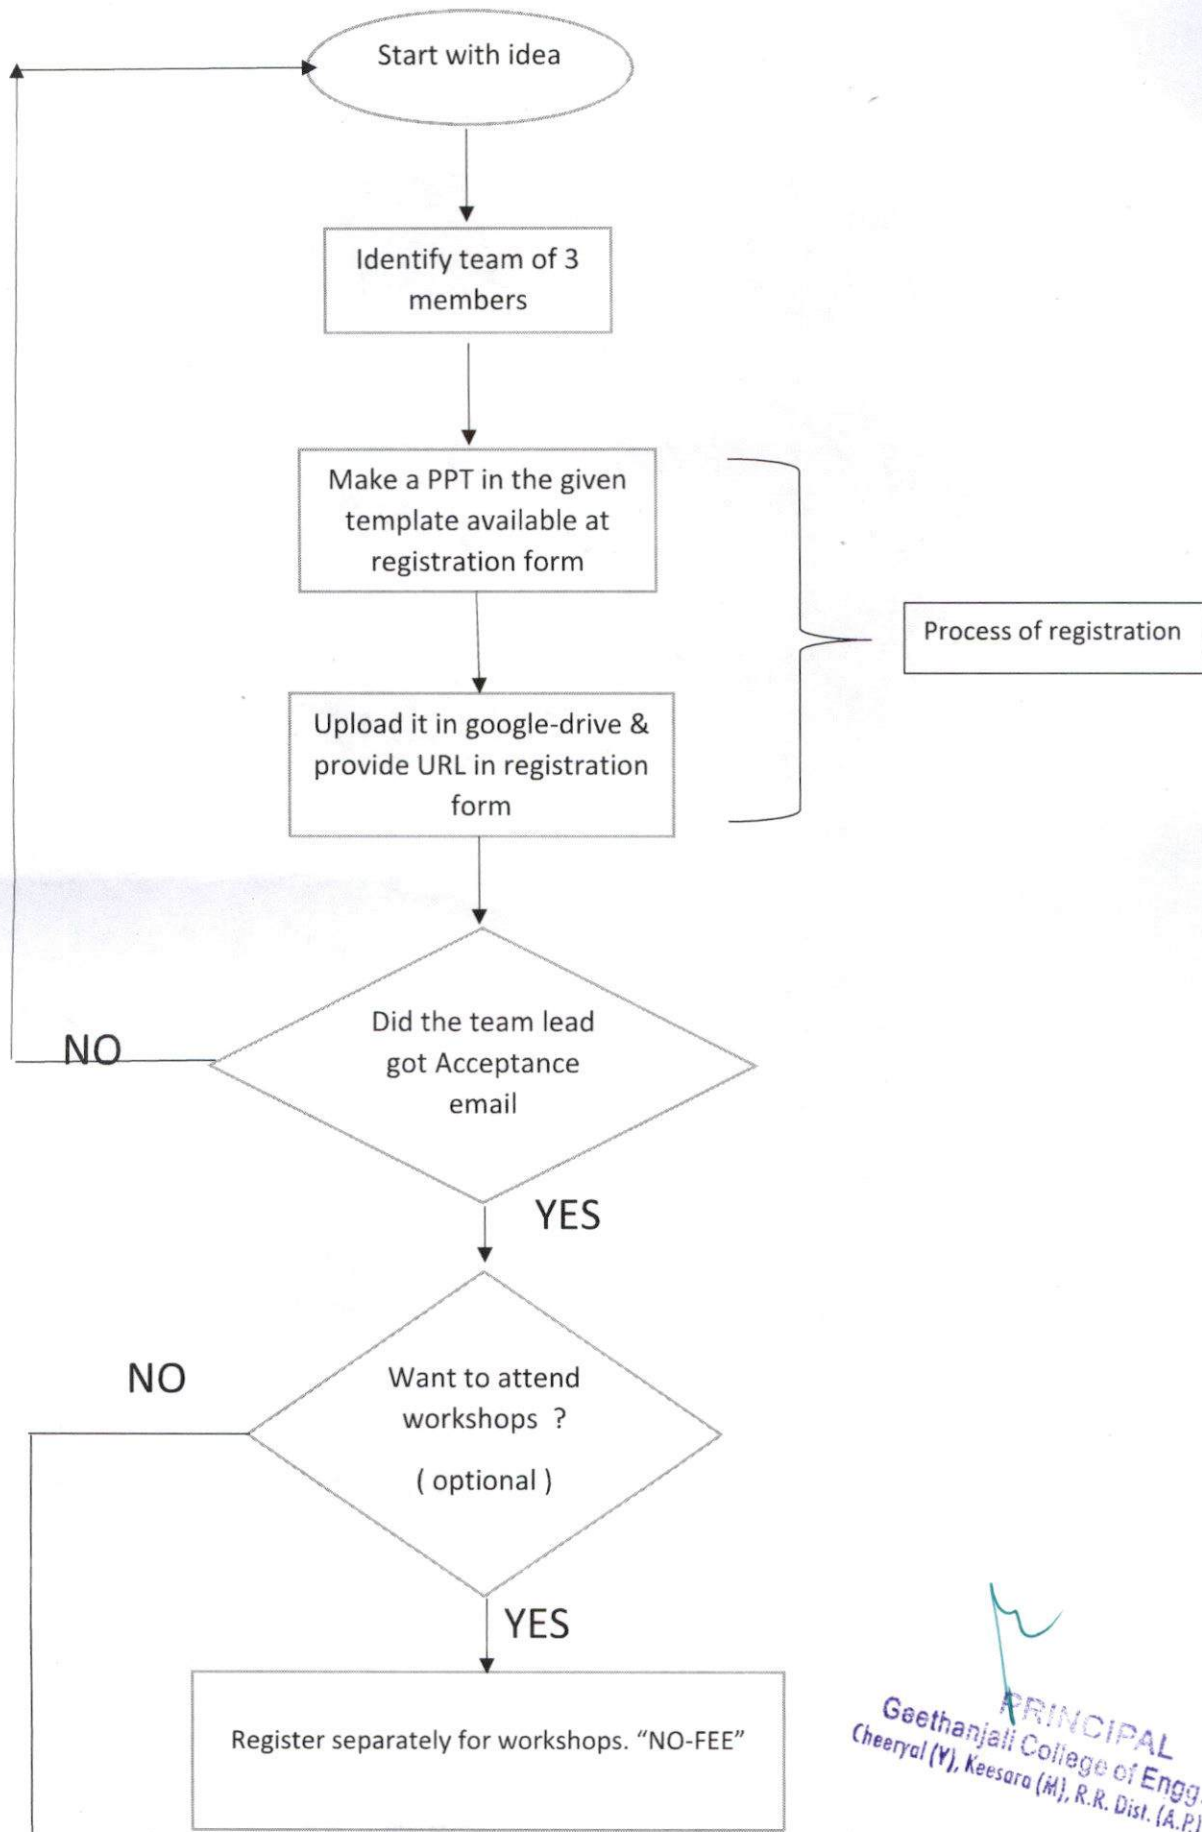 Start with idea
Identify team of 3
members
Make a PPT in the given
template available at
registration form
Process of registration
Upload it in google-drive &
provide URL in registration
form
Did the team lead
got Acceptance
email
NO
YES
NO
Want to attend
workshops ?
( optional )
YES
Register separately for workshops. “NO-FEE”
PRINCIPAL
Geethanjali College of Engg.
Cheeryal (V), Keesara (M), R.R. Dist. (A.P.)